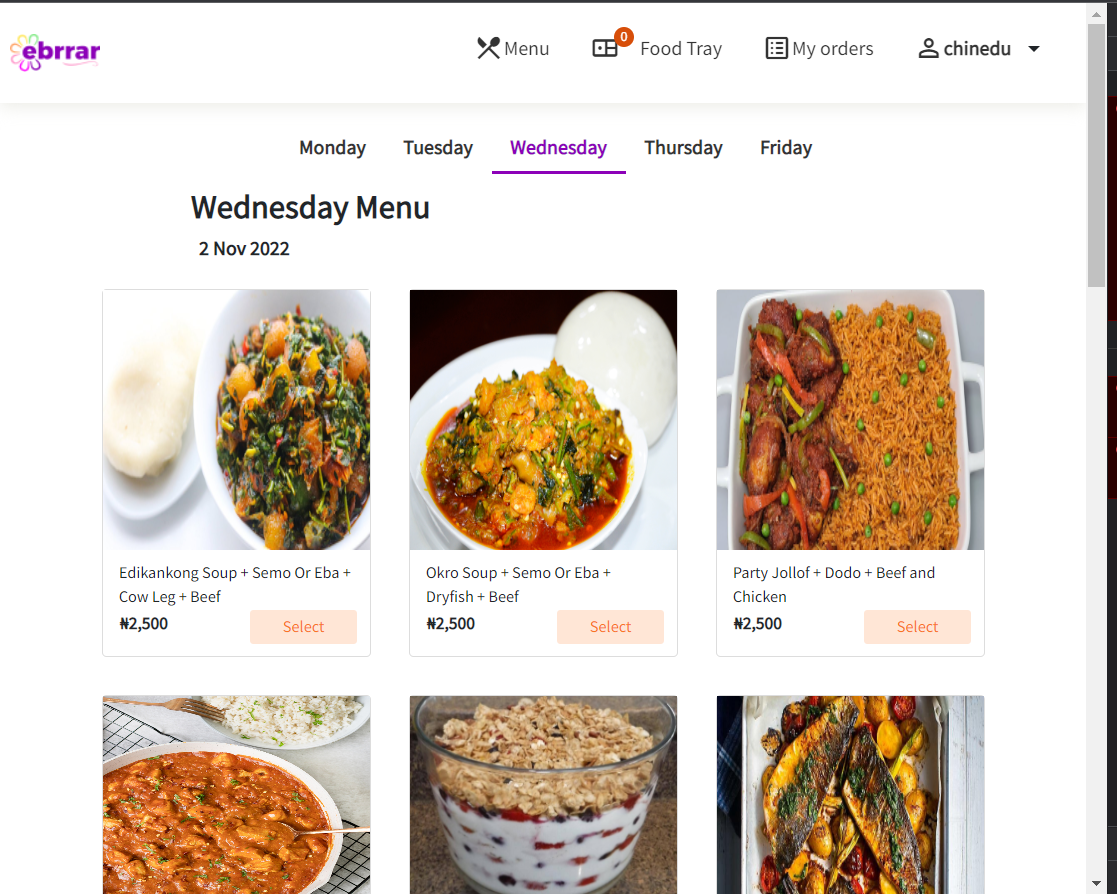 ebrrar
Menu
0
Food Tray
My orders
chinedu
Monday
Tuesday
Wednesday
Thursday
Friday
Wednesday Menu
2 Nov 2022
Edikankong Soup + Semo Or Eba +
Cow Leg + Beef
₦2,500
Select
Okro Soup + Semo Or Eba +
Dryfish + Beef
₦2,500
Select
Party Jollof + Dodo + Beef and
Chicken
₦2,500
Select